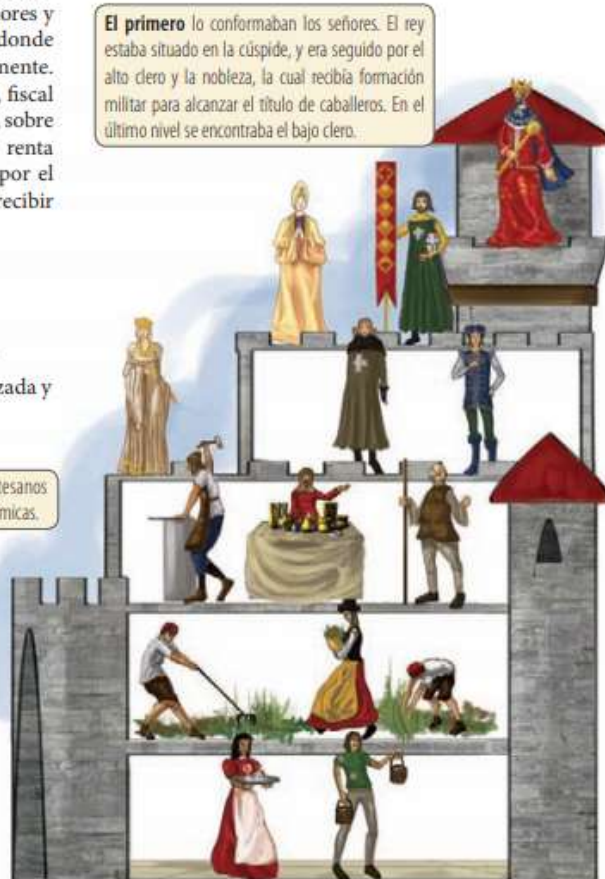 ores y
donde
mente.
fiscal
sobre
renta
por el
recibir
El primero lo conformaban los señores. El rey
estaba situado en la cúspide, y era seguido por el
alto clero y la nobleza, la cual recibía formación
militar para alcanzar el título de caballeros. En el
último nivel se encontraba el bajo clero.
zada y
tesanos
micas.